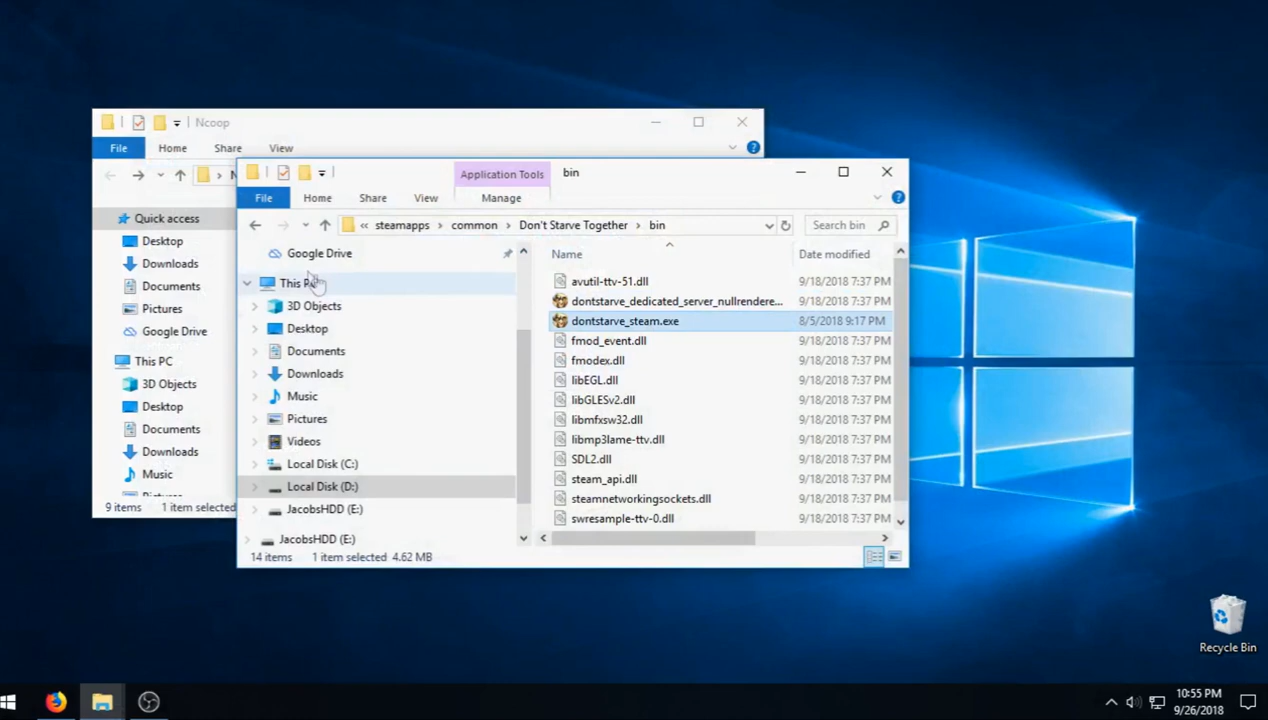 Ncoop
File Home Share View
N
Quick access
Desktop
Downloads
Documents
Pictures
Google Drive
This PC
3D Objects
Desktop
Documents
Downloads
Music
9 items 1 item selected
Application Tools bin
File Home Share View Manage
« steamapps › common › Don't Starve Together › bin
Search bin
Google Drive
This PC
3D Objects
Desktop
Documents
Downloads
Music
Pictures
Videos
Local Disk (C:)
Local Disk (D:)
JacobsHDD (E:)
JacobsHDD (E:)
Name Date modified
avutil-ttv-51.dll 9/18/2018 7:37 PM
dontstarve_dedicated_server_nullrendere... 9/18/2018 7:37 PM
dontstarve_steam.exe 8/5/2018 9:17 PM
fmod_event.dll 9/18/2018 7:37 PM
fmodex.dll 9/18/2018 7:37 PM
libEGL.dll 9/18/2018 7:37 PM
libGLESv2.dll 9/18/2018 7:37 PM
libmfxsw32.dll 9/18/2018 7:37 PM
libmp3lame-ttv.dll 9/18/2018 7:37 PM
SDL2.dll 9/18/2018 7:37 PM
steam_api.dll 9/18/2018 7:37 PM
steamnetworkingsockets.dll 9/18/2018 7:37 PM
swresample-ttv-0.dll 9/18/2018 7:37 PM
14 items 1 item selected 4.62 MB
Recycle Bin
10:55 PM
9/26/2018